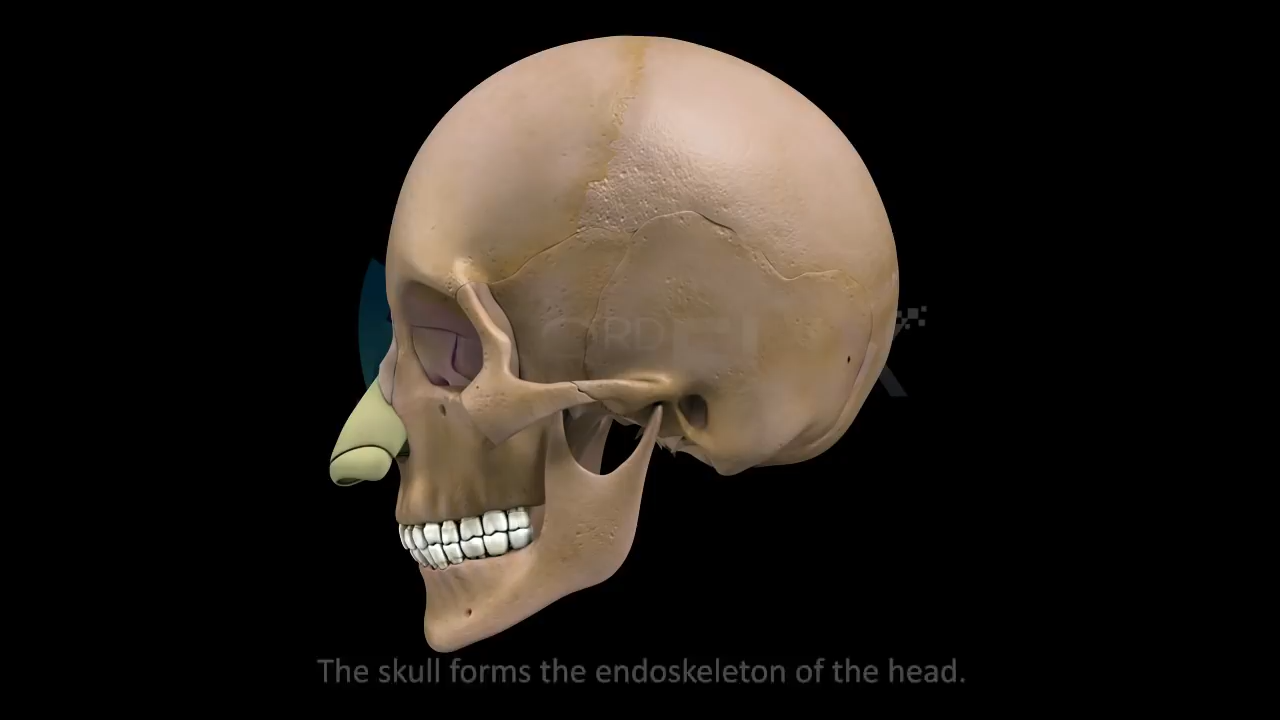 The skull forms the endoskeleton of the head.